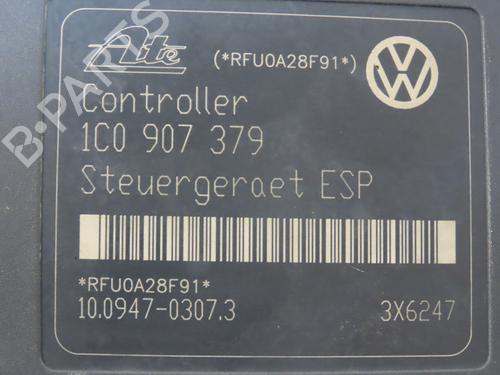 Ate (*RFU0A28F91*)
Controller
1C0 907 379
Steuergeraet ESP
*RFU0A28F91*
10.0947-0307.3 3X6247
B-PARTS